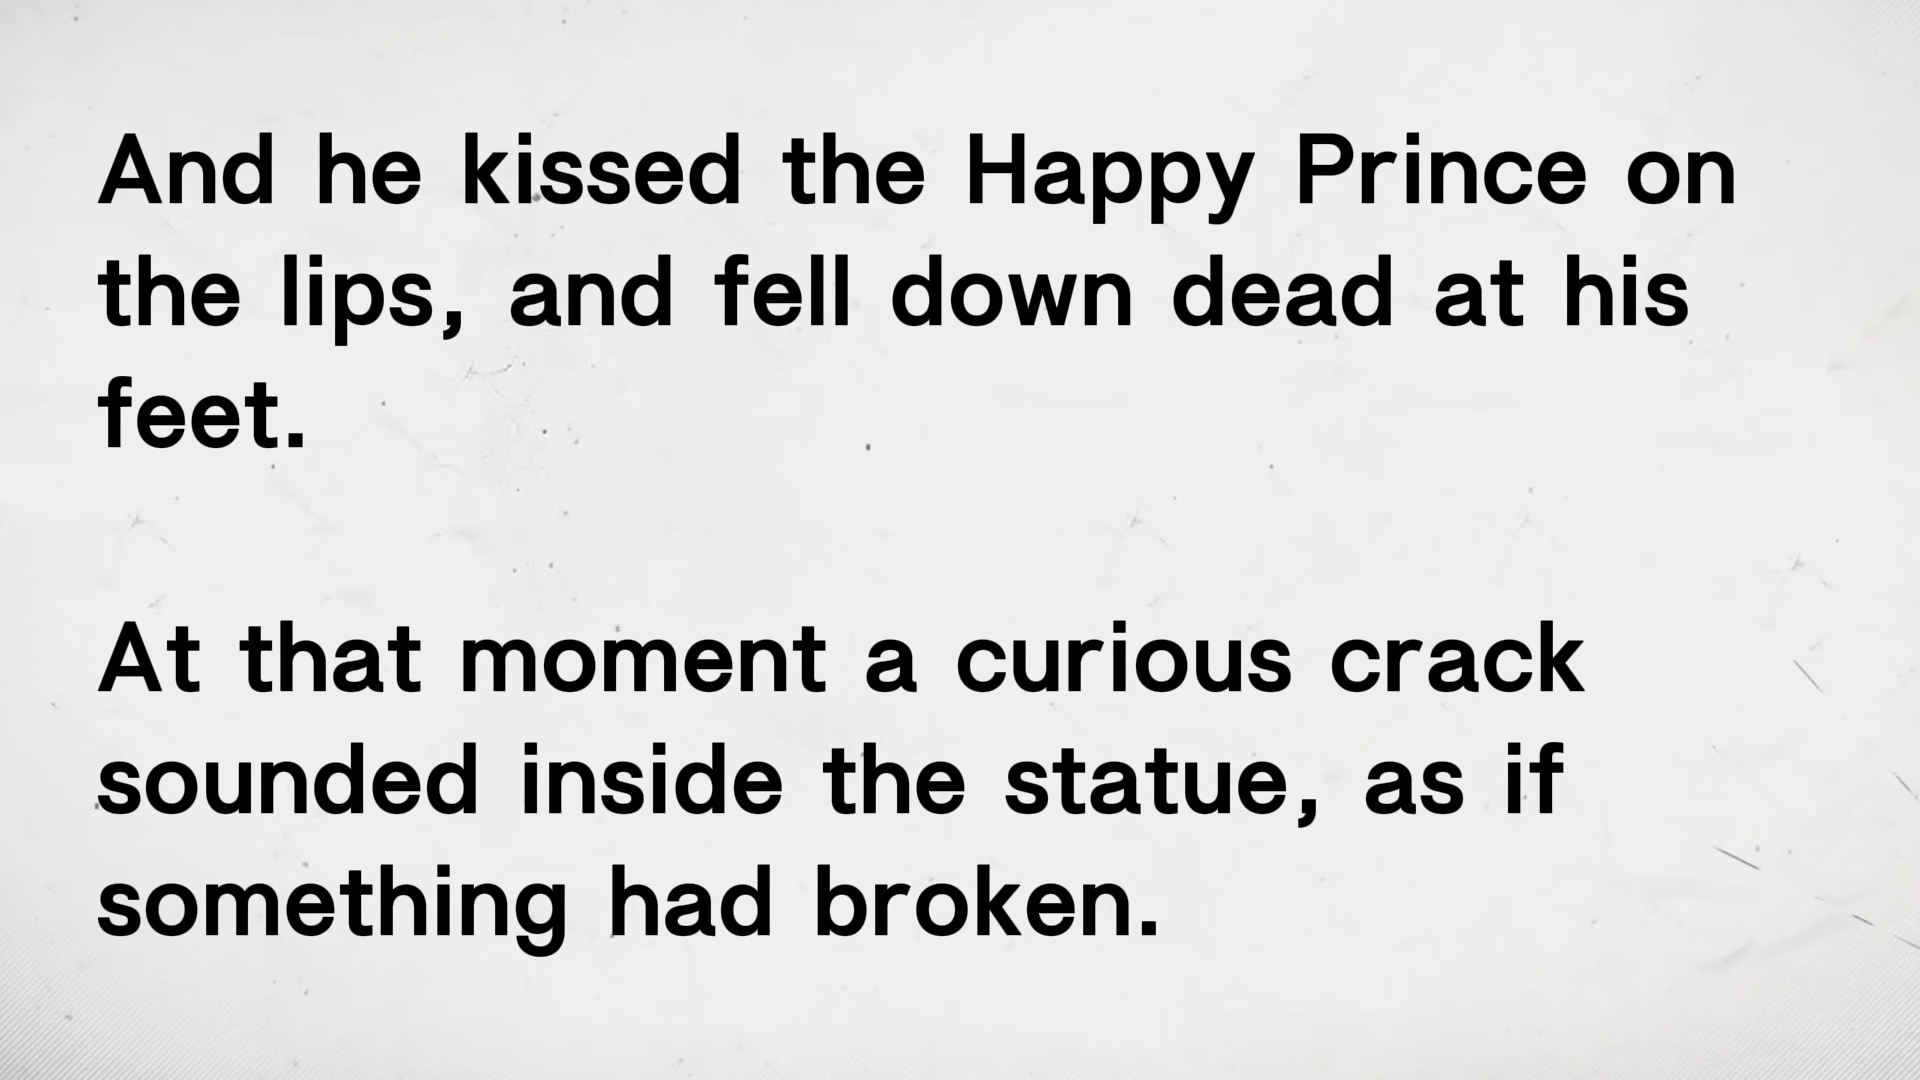 And he kissed the Happy Prince on
the lips, and fell down dead at his
feet.
At that moment a curious crack
sounded inside the statue, as if
something had broken.